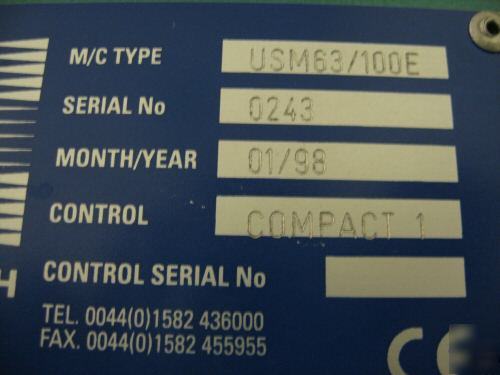 M/C TYPE USM63/100E
SERIAL No 0243
MONTH/YEAR 01/98
CONTROL COMPACT 1
H CONTROL SERIAL No
TEL. 0044(0)1582 436000
FAX. 0044(0)1582 455955
CE